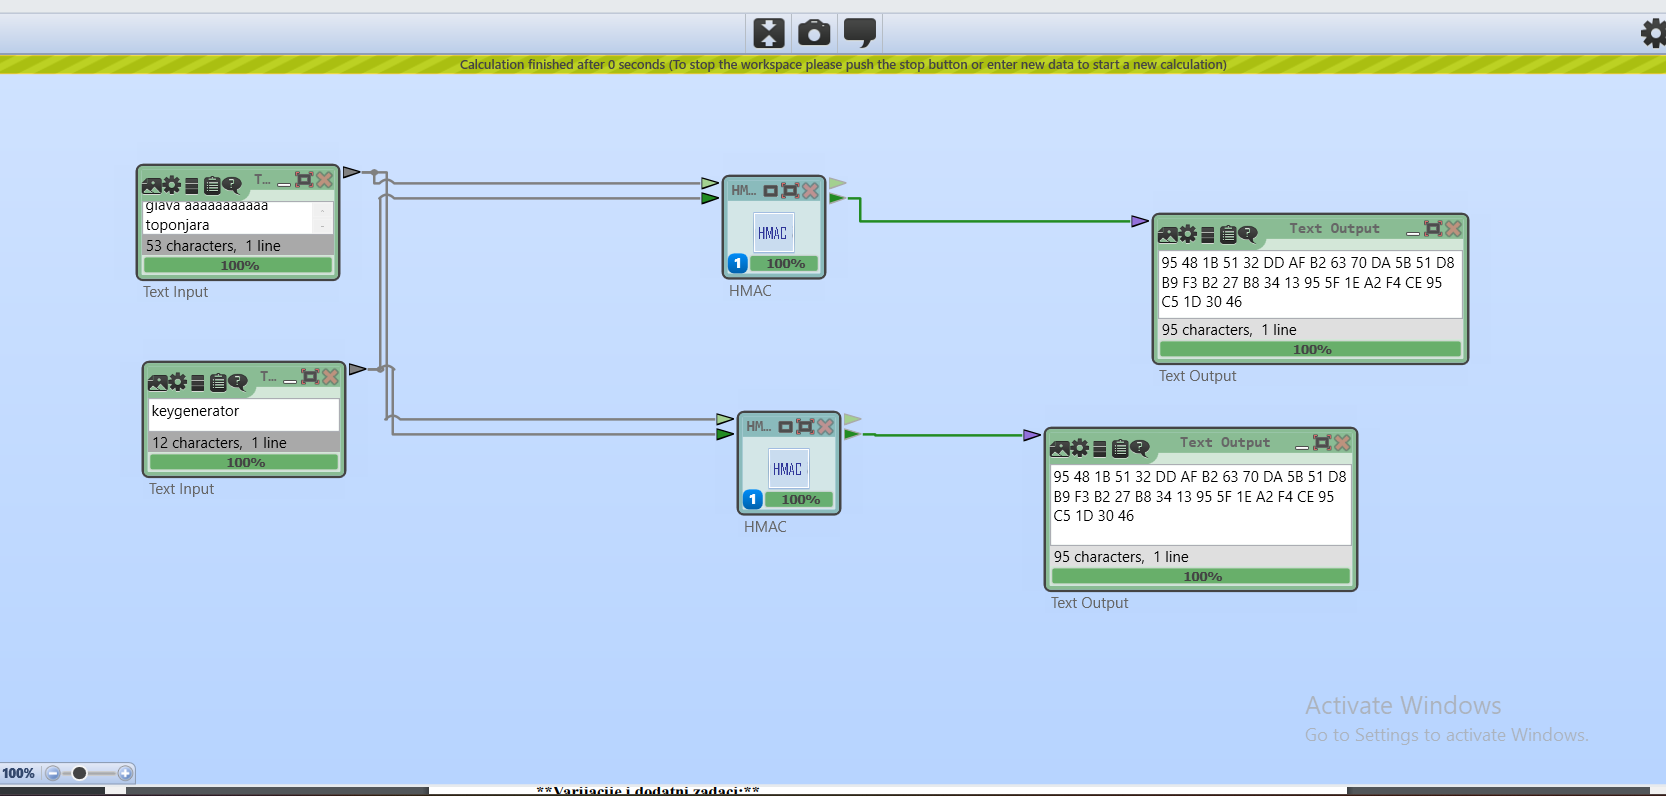 Calculation finished after 0 seconds (To stop the workspace please push the stop button or enter new data to start a new calculation)
T...
glava aaaaaaaaaaa
toponjara
53 characters, 1 line
100%
Text Input
HM...
HMAC
1 100%
HMAC
Text Output
95 48 1B 51 32 DD AF B2 63 70 DA 5B 51 D8
B9 F3 B2 27 B8 34 13 95 5F 1E A2 F4 CE 95
C5 1D 30 46
95 characters, 1 line
100%
Text Output
T...
keygenerator
12 characters, 1 line
100%
Text Input
HM...
HMAC
1 100%
HMAC
Text Output
95 48 1B 51 32 DD AF B2 63 70 DA 5B 51 D8
B9 F3 B2 27 B8 34 13 95 5F 1E A2 F4 CE 95
C5 1D 30 46
95 characters, 1 line
100%
Text Output
Activate Windows
Go to Settings to activate Windows.
100%
**Varijacije i dodatni zadaci:**